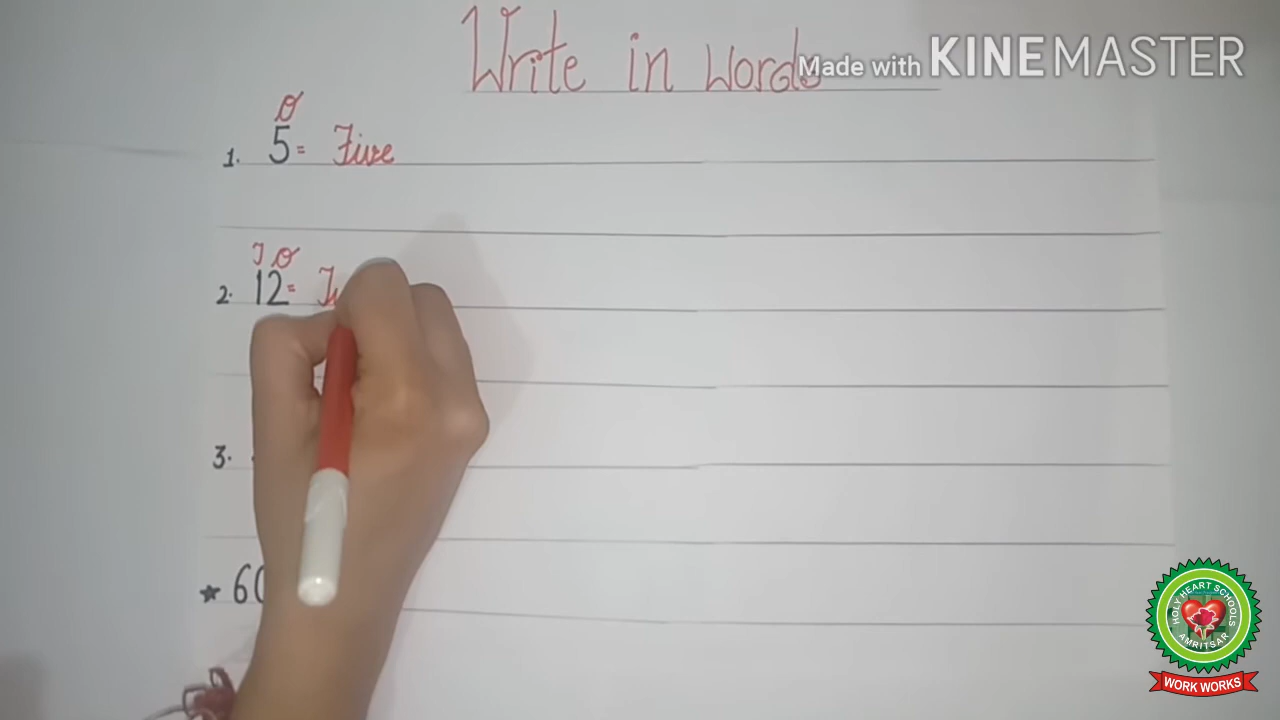 Write in words
Made with KINEMASTER
O
1. 5 = Five
T O
2. 12 =
3.
★ 60
HOLY HEART SCHOOLS
AMRITSAR
WORK WORKS